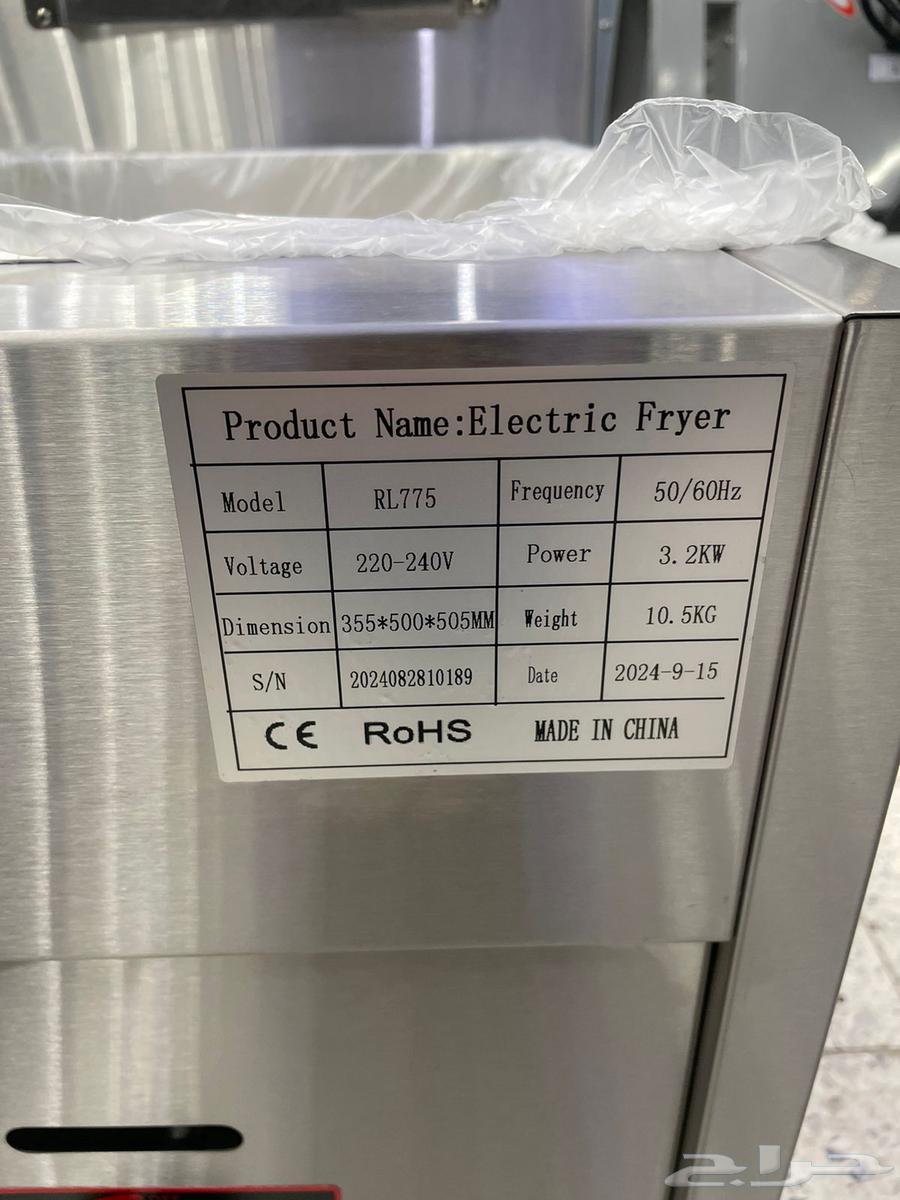 Product Name:Electric Fryer
Model RL775 Frequency 50/60Hz
Voltage 220-240V Power 3.2KW
Dimension 355*500*505MM Weight 10.5KG
S/N 2024082810189 Date 2024-9-15
CE RoHS MADE IN CHINA
حراج